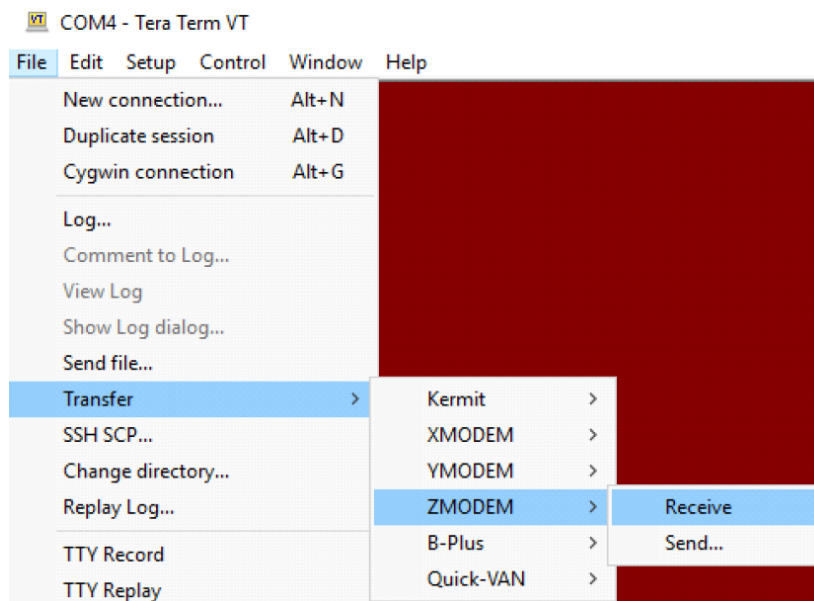 VT COM4 - Tera Term VT
File Edit Setup Control Window Help
New connection... Alt+N
Duplicate session Alt+D
Cygwin connection Alt+G
Log...
Comment to Log...
View Log
Show Log dialog...
Send file...
Transfer > Kermit >
SSH SCP... XMODEM >
Change directory... YMODEM >
Replay Log... ZMODEM > Receive
TTY Record B-Plus > Send...
TTY Replay Quick-VAN >